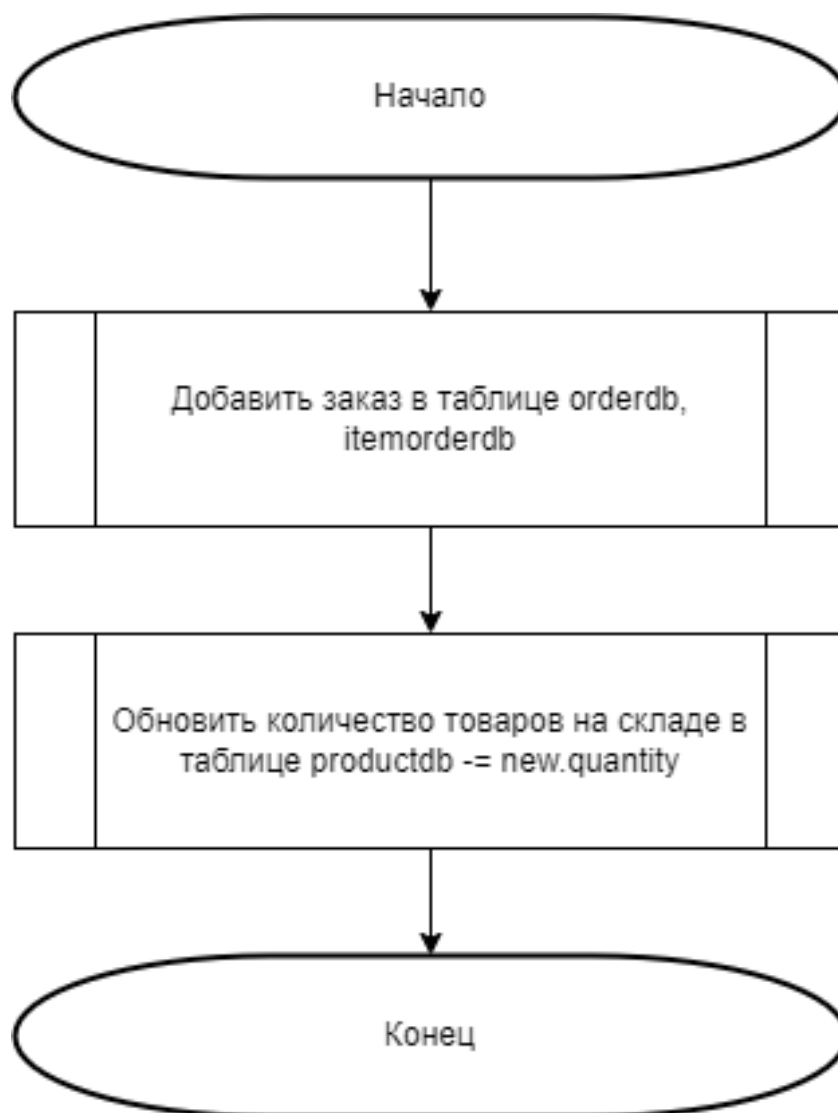 Начало
Добавить заказ в таблице orderdb,
itemorderdb
Обновить количество товаров на складе в
таблице productdb -= new.quantity
Конец